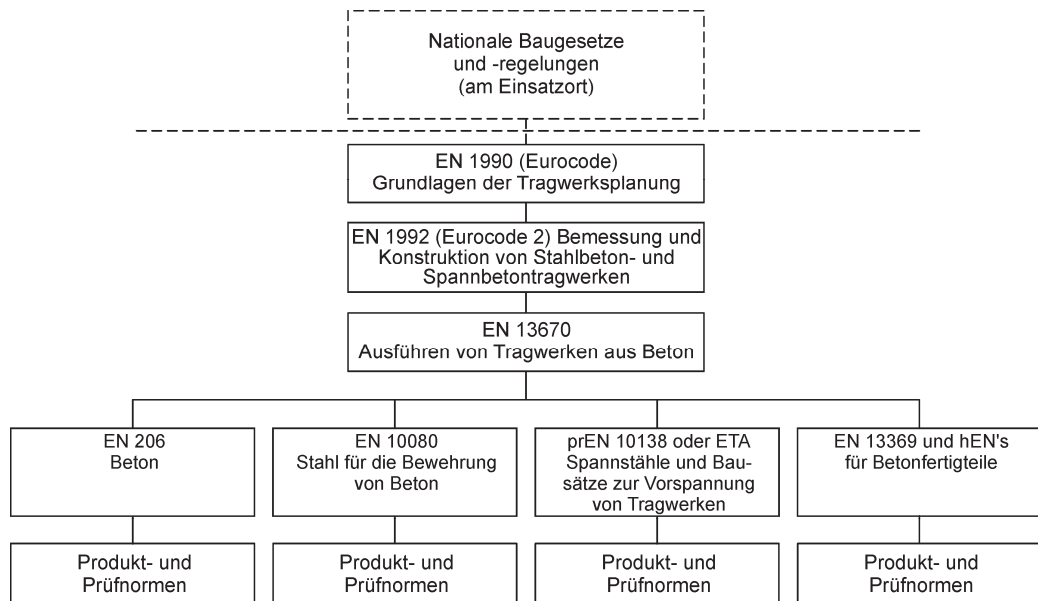 Nationale Baugesetze
und -regelungen
(am Einsatzort)
EN 1990 (Eurocode)
Grundlagen der Tragwerksplanung
EN 1992 (Eurocode 2) Bemessung und
Konstruktion von Stahlbeton- und
Spannbetontragwerken
EN 13670
Ausführen von Tragwerken aus Beton
EN 206
Beton
EN 10080
Stahl für die Bewehrung
von Beton
prEN 10138 oder ETA
Spannstähle und Bau-
sätze zur Vorspannung
von Tragwerken
EN 13369 und hEN's
für Betonfertigteile
Produkt- und
Prüfnormen
Produkt- und
Prüfnormen
Produkt- und
Prüfnormen
Produkt- und
Prüfnormen